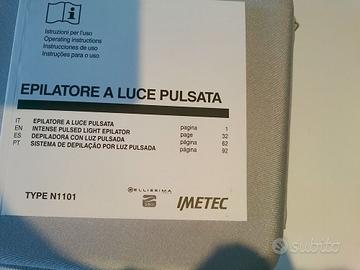 Istruzioni per l'uso
Operating instructions
Instrucciones de uso
Instruções para o uso
EPILATORE A LUCE PULSATA
IT EPILATORE A LUCE PULSATA pagina 1
EN INTENSE PULSED LIGHT EPILATOR page 32
ES DEPILADORA CON LUZ PULSADA página 62
PT SISTEMA DE DEPILAÇÃO POR LUZ PULSADA página 92
TYPE N1101
BELLISSIMA
IMETEC
subito